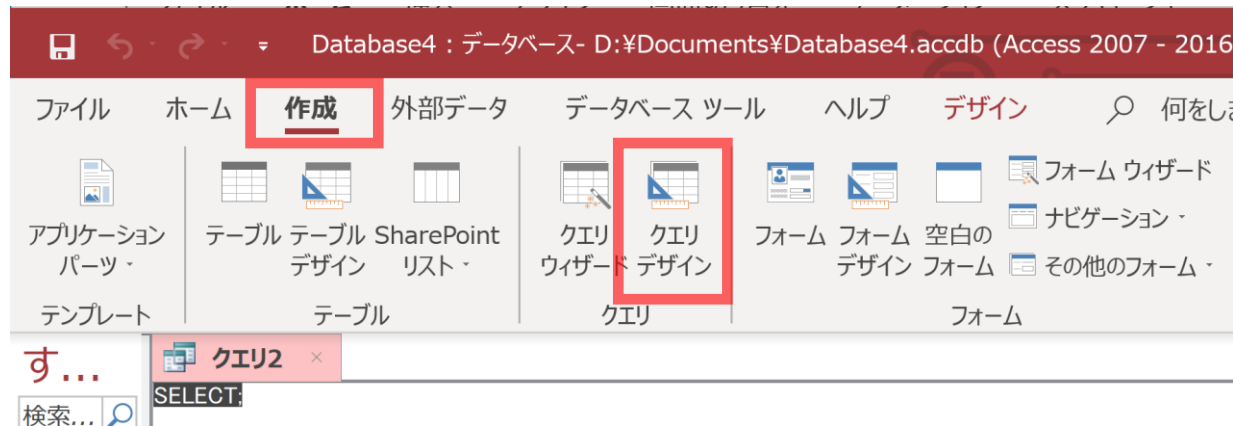 Database4 : データベース- D:¥Documents¥Database4.accdb (Access 2007 - 2016
ファイル ホーム 作成 外部データ データベース ツール ヘルプ デザイン 何をしま
アプリケーション パーツ
テーブル
テーブル デザイン
SharePoint リスト
クエリ ウィザード
クエリ デザイン
フォーム
フォーム デザイン
空白の フォーム
フォーム ウィザード
ナビゲーション
その他のフォーム
テンプレート テーブル クエリ フォーム
す... クエリ2 ×
SELECT;
検索...